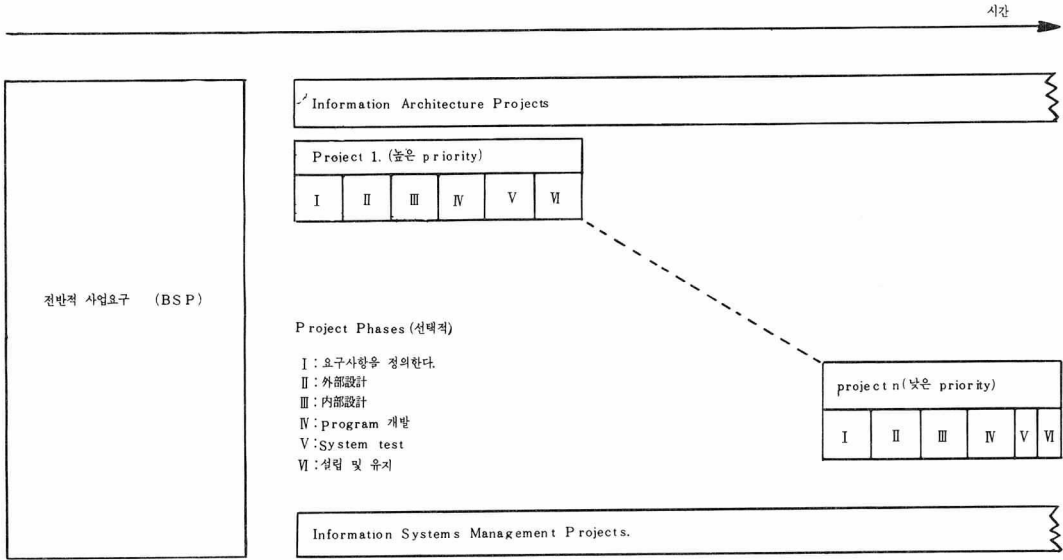 시간
Information Architecture Projects
Project 1. (높은 priority)
Ⅰ Ⅱ Ⅲ Ⅳ Ⅴ Ⅵ
전반적 사업요구 (BSP)
Project Phases (선택적)
Ⅰ : 요구사항을 정의한다.
Ⅱ : 外部設計
Ⅲ : 内部設計
Ⅳ : program 개발
Ⅴ : System test
Ⅵ : 설립 및 유지
project n (낮은 priority)
Ⅰ Ⅱ Ⅲ Ⅳ Ⅴ Ⅵ
Information Systems Management Projects.